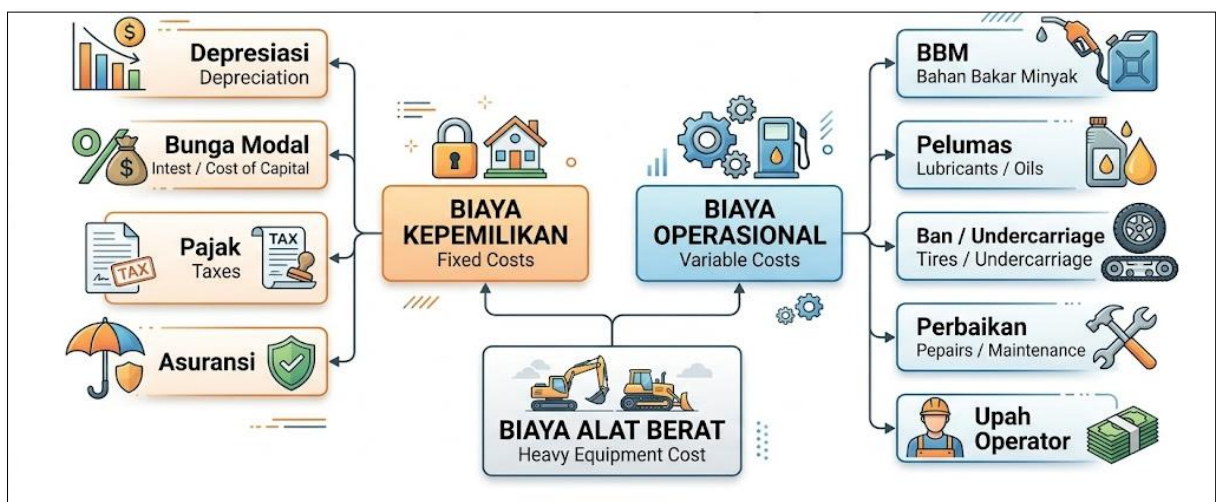 Depresiasi
Depreciation
Bunga Modal
Intest / Cost of Capital
Pajak
Taxes
TAX
TAX
Asuransi
BIAYA
KEPEMILIKAN
Fixed Costs
BIAYA
OPERASIONAL
Variable Costs
BIAYA ALAT BERAT
Heavy Equipment Cost
BBM
Bahan Bakar Minyak
Pelumas
Lubricants / Oils
Ban / Undercarriage
Tires / Undercarriage
Perbaikan
Pepairs / Maintenance
Upah
Operator